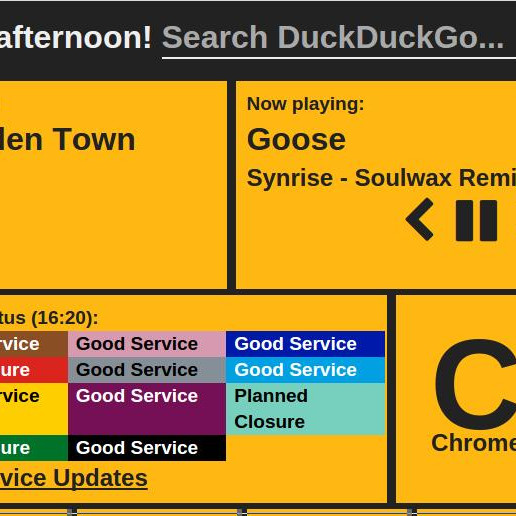 afternoon! Search DuckDuckGo...
den Town
Now playing:
Goose
Synrise - Soulwax Remi
tus (16:20):
rvice Good Service Good Service
ure Good Service Good Service
rvice Good Service Planned Closure
ure Good Service
vice Updates
C
Chrome